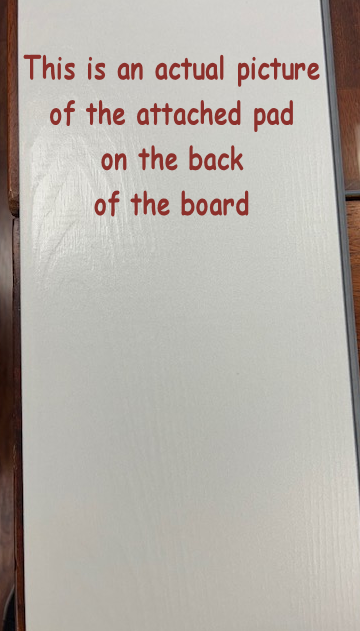 This is an actual picture
of the attached pad
on the back
of the board